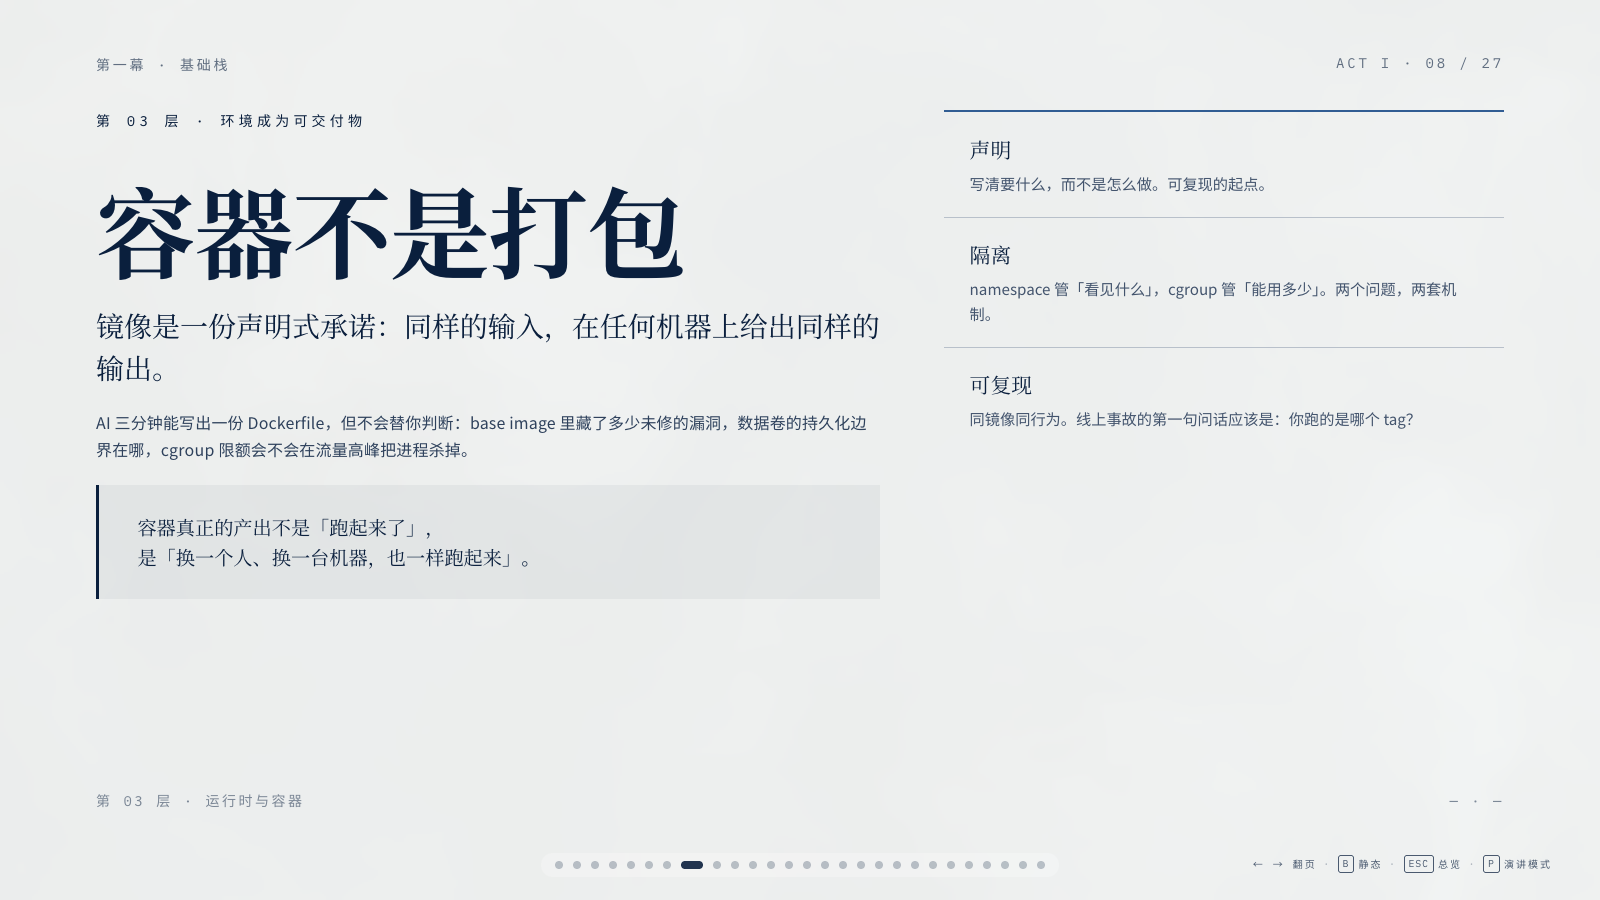 第一幕 · 基础栈
ACT I · 08 / 27
第 03 层 · 环境成为可交付物
容器不是打包
镜像是一份声明式承诺：同样的输入，在任何机器上给出同样的
输出。
AI 三分钟能写出一份 Dockerfile，但不会替你判断：base image 里藏了多少未修的漏洞，数据卷的持久化边
界在哪，cgroup 限额会不会在流量高峰把进程杀掉。
容器真正的产出不是「跑起来了」，
是「换一个人、换一台机器，也一样跑起来」。
声明
写清要什么，而不是怎么做。可复现的起点。
隔离
namespace 管「看见什么」，cgroup 管「能用多少」。两个问题，两套机
制。
可复现
同镜像同行为。线上事故的第一句问话应该是：你跑的是哪个 tag？
第 03 层 · 运行时与容器
— · —
← → 翻页 · B 静态 · ESC 总览 · P 演讲模式